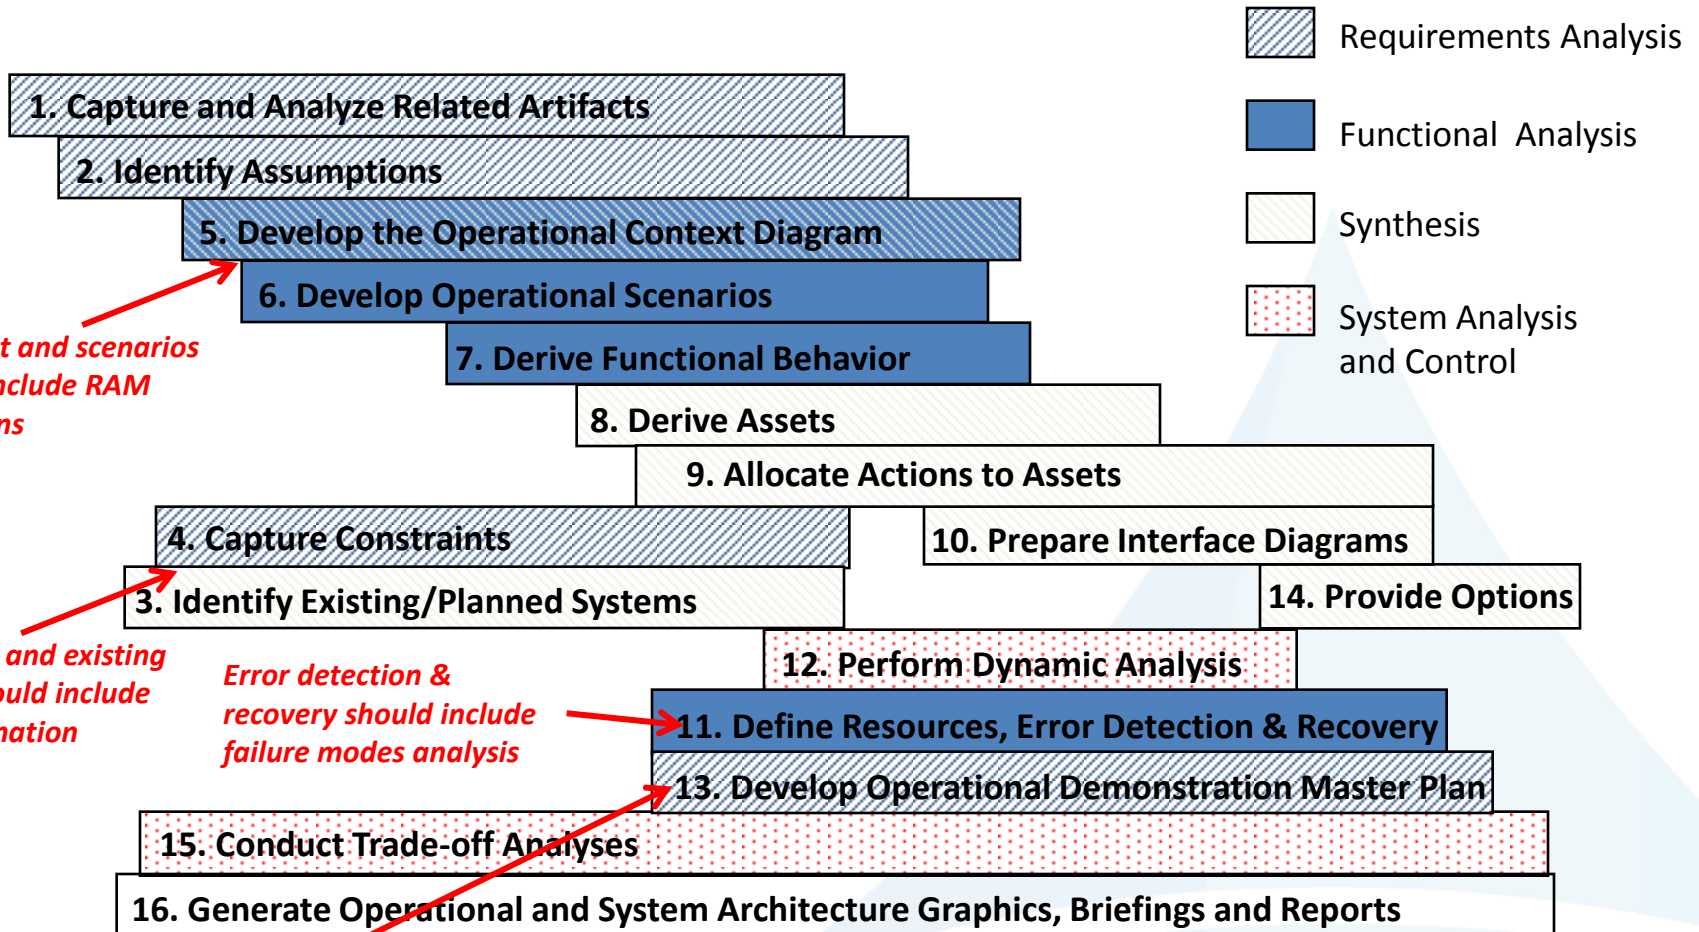 Requirements Analysis
Functional Analysis
Synthesis
System Analysis
and Control
1. Capture and Analyze Related Artifacts
2. Identify Assumptions
5. Develop the Operational Context Diagram
6. Develop Operational Scenarios
7. Derive Functional Behavior
8. Derive Assets
9. Allocate Actions to Assets
4. Capture Constraints
10. Prepare Interface Diagrams
3. Identify Existing/Planned Systems
14. Provide Options
12. Perform Dynamic Analysis
11. Define Resources, Error Detection & Recovery
13. Develop Operational Demonstration Master Plan
15. Conduct Trade-off Analyses
16. Generate Operational and System Architecture Graphics, Briefings and Reports
and scenarios
include RAM
and existing
include
Error detection &
recovery should include
failure modes analysis